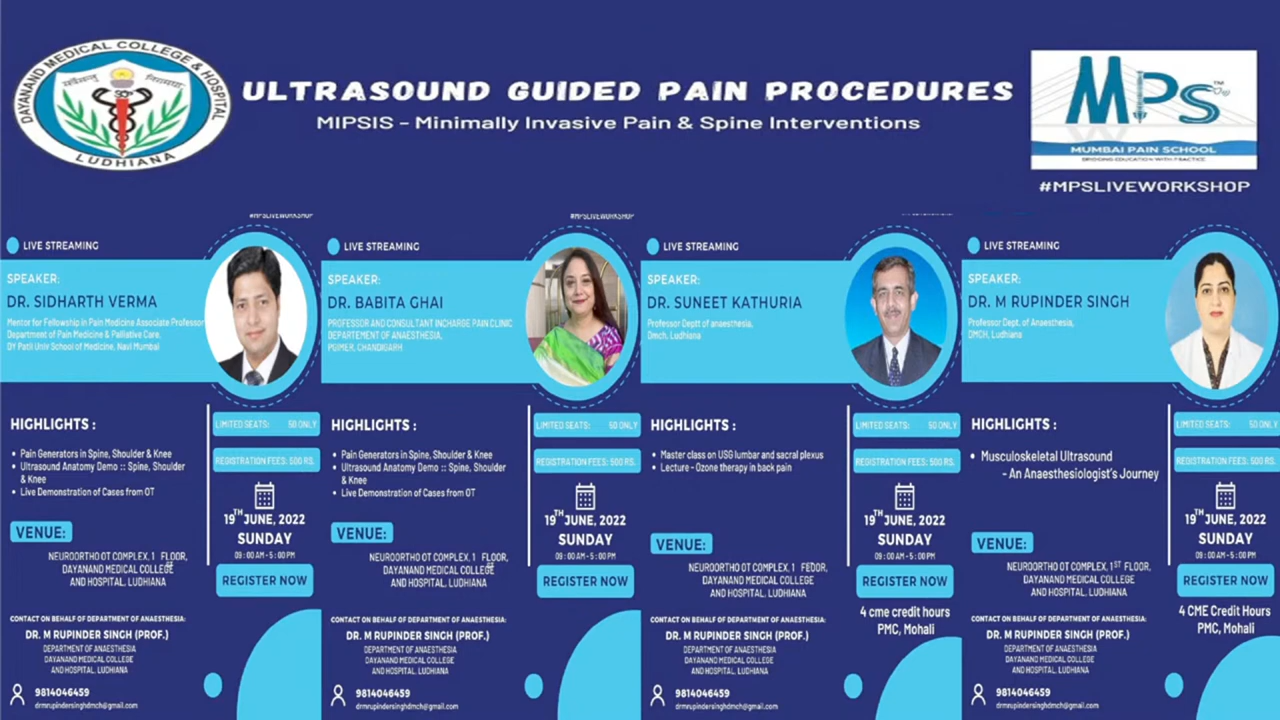 DAYANAND MEDICAL COLLEGE & HOSPITAL
LUDHIANA
ULTRASOUND GUIDED PAIN PROCEDURES
MIPSIS - Minimally Invasive Pain & Spine Interventions
MPS
TM
MUMBAI PAIN SCHOOL
BRIDGING EDUCATION WITH PRACTICE
#MPSLIVEWORKSHOP
#MPSLIVEWORKSHOP
LIVE STREAMING
SPEAKER:
DR. SIDHARTH VERMA
Mentor for Fellowship in Pain Medicine Associate Professor
Department of Pain Medicine & Palliative Care,
DY Patil Univ School of Medicine, Navi Mumbai
HIGHLIGHTS :
• Pain Generators in Spine, Shoulder & Knee
• Ultrasound Anatomy Demo :: Spine, Shoulder
& Knee
• Live Demonstration of Cases from OT
LIMITED SEATS: 50 ONLY
REGISTRATION FEES: 500 RS.
19TH JUNE, 2022
SUNDAY
09 : 00 AM - 5 : 00 PM
REGISTER NOW
VENUE:
NEUROORTHO OT COMPLEX, 1 FLOOR,
DAYANAND MEDICAL COLLEGE
AND HOSPITAL, LUDHIANA
CONTACT ON BEHALF OF DEPARTMENT OF ANAESTHESIA:
DR. M RUPINDER SINGH (PROF.)
DEPARTMENT OF ANAESTHESIA
DAYANAND MEDICAL COLLEGE
AND HOSPITAL, LUDHIANA
9814046459
drmrupindersinghdmch@gmail.com
#MPSLIVEWORKSHOP
LIVE STREAMING
SPEAKER:
DR. BABITA GHAI
PROFESSOR AND CONSULTANT INCHARGE PAIN CLINIC
DEPARTEMENT OF ANAESTHESIA,
PGIMER, CHANDIGARH
HIGHLIGHTS :
• Pain Generators in Spine, Shoulder & Knee
• Ultrasound Anatomy Demo :: Spine, Shoulder
& Knee
• Live Demonstration of Cases from OT
LIMITED SEATS: 50 ONLY
REGISTRATION FEES: 500 RS.
19TH JUNE, 2022
SUNDAY
09 : 00 AM - 5 : 00 PM
REGISTER NOW
VENUE:
NEUROORTHO OT COMPLEX, 1 FLOOR,
DAYANAND MEDICAL COLLEGE
AND HOSPITAL, LUDHIANA
CONTACT ON BEHALF OF DEPARTMENT OF ANAESTHESIA:
DR. M RUPINDER SINGH (PROF.)
DEPARTMENT OF ANAESTHESIA
DAYANAND MEDICAL COLLEGE
AND HOSPITAL, LUDHIANA
9814046459
drmrupindersinghdmch@gmail.com
LIVE STREAMING
SPEAKER:
DR. SUNEET KATHURIA
Professor Deptt of anaesthesia,
Dmch, Ludhiana
HIGHLIGHTS :
• Master class on USG lumbar and sacral plexus
• Lecture - Ozone therapy in back pain
LIMITED SEATS: 50 ONLY
REGISTRATION FEES: 500 RS.
19TH JUNE, 2022
SUNDAY
09 : 00 AM - 5 : 00 PM
REGISTER NOW
4 cme credit hours
PMC, Mohali
VENUE:
NEUROORTHO OT COMPLEX, 1 FLOOR,
DAYANAND MEDICAL COLLEGE
AND HOSPITAL, LUDHIANA
CONTACT ON BEHALF OF DEPARTMENT OF ANAESTHESIA:
DR. M RUPINDER SINGH (PROF.)
DEPARTMENT OF ANAESTHESIA
DAYANAND MEDICAL COLLEGE
AND HOSPITAL, LUDHIANA
9814046459
drmrupindersinghdmch@gmail.com
LIVE STREAMING
SPEAKER:
DR. M RUPINDER SINGH
Professor Dept. of Anaesthesia,
DMCH, Ludhiana
HIGHLIGHTS :
• Musculoskeletal Ultrasound
- An Anaesthesiologist's Journey
LIMITED SEATS: 50 ONLY
REGISTRATION FEES: 500 RS.
19TH JUNE, 2022
SUNDAY
09 : 00 AM - 5 : 00 PM
REGISTER NOW
4 CME Credit Hours
PMC, Mohali
VENUE:
NEUROORTHO OT COMPLEX, 1ST FLOOR,
DAYANAND MEDICAL COLLEGE
AND HOSPITAL, LUDHIANA
CONTACT ON BEHALF OF DEPARTMENT OF ANAESTHESIA:
DR. M RUPINDER SINGH (PROF.)
DEPARTMENT OF ANAESTHESIA
DAYANAND MEDICAL COLLEGE
AND HOSPITAL, LUDHIANA
9814046459
drmrupindersinghdmch@gmail.com